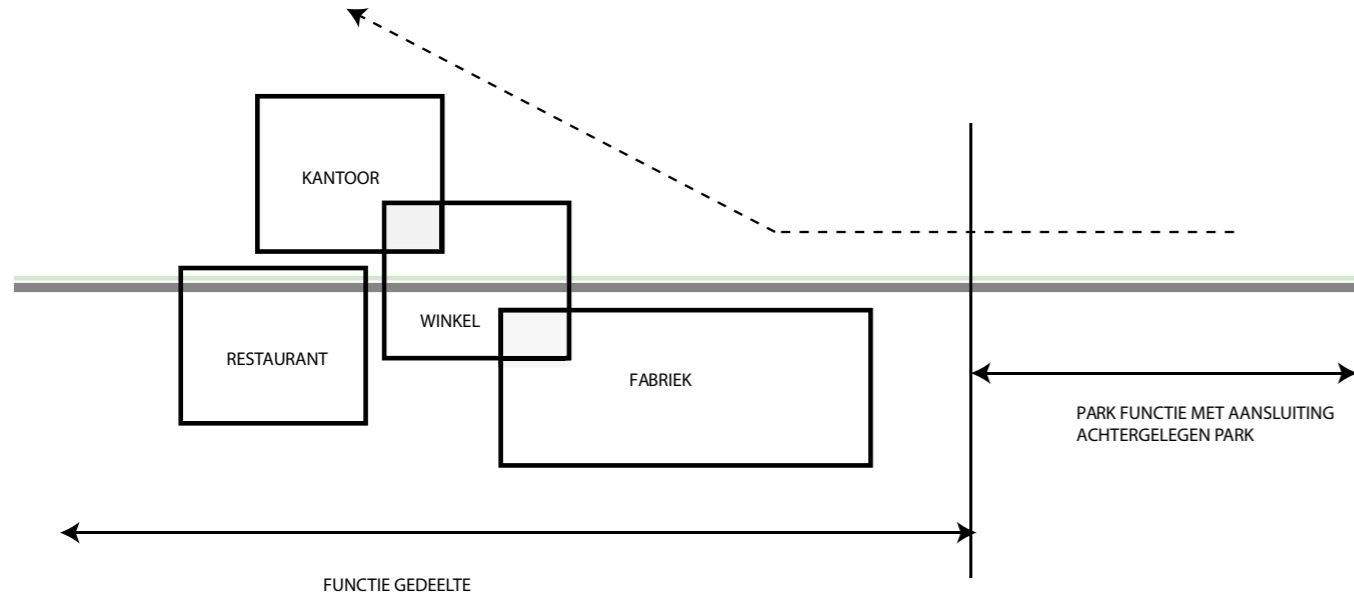 KANTOOR
WINKEL
RESTAURANT
FABRIEK
PARK FUNCTIE MET AANSLUITING
ACHTERGELEGEN PARK
FUNCTIE GEDEELTE